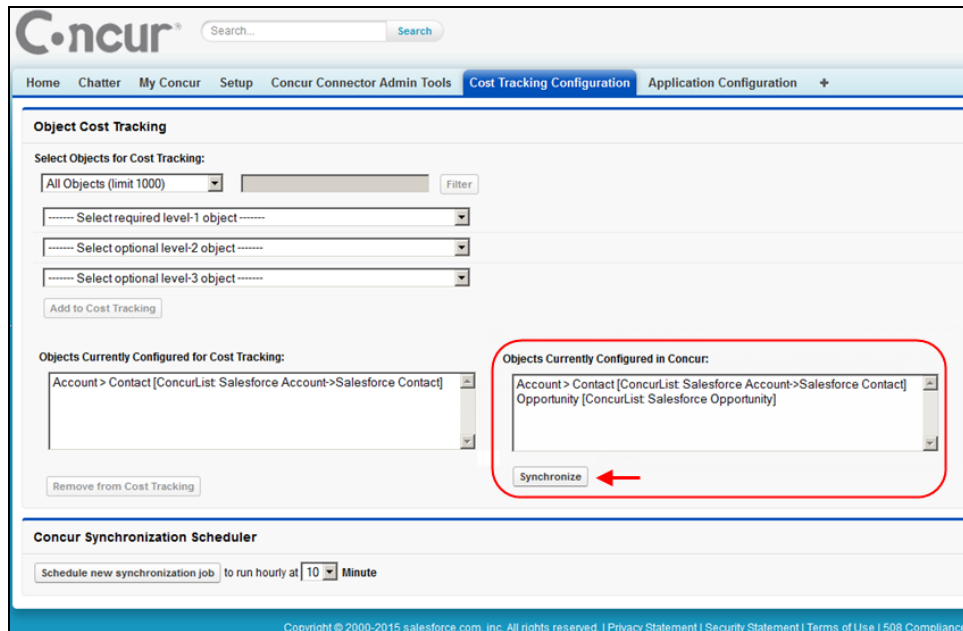 C•ncur®
Search... Search
Home Chatter My Concur Setup Concur Connector Admin Tools Cost Tracking Configuration Application Configuration +
Object Cost Tracking
Select Objects for Cost Tracking:
All Objects (limit 1000) Filter
------- Select required level-1 object -------
------- Select optional level-2 object -------
------- Select optional level-3 object -------
Add to Cost Tracking
Objects Currently Configured for Cost Tracking:
Account > Contact [ConcurList: Salesforce Account->Salesforce Contact]
Remove from Cost Tracking
Objects Currently Configured in Concur:
Account > Contact [ConcurList: Salesforce Account->Salesforce Contact]
Opportunity [ConcurList: Salesforce Opportunity]
Synchronize
Concur Synchronization Scheduler
Schedule new synchronization job to run hourly at 10 Minute
Copyright © 2000-2015 salesforce.com, inc. All rights reserved. | Privacy Statement | Security Statement | Terms of Use | 508 Compliance